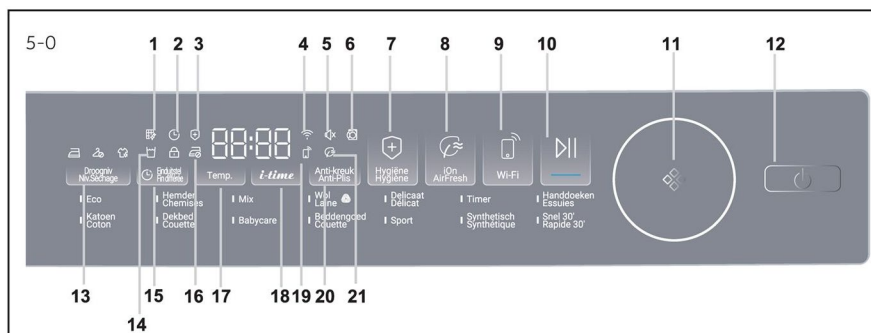 5-0
1 2 3 4 5 6 7 8 9 10 11 12
88:88
Droogniv
Niv.Séchage
Eindtijd
Fin différée
Temp.
i-time
Anti-kreuk
Anti-Plis
Hygiëne
Hygiène
iOn
AirFresh
Wi-Fi
Eco
Katoen
Coton
Hemden
Chemises
Dekbed
Couette
Mix
Babycare
Wol
Laine
Beddengoed
Couette
Delicaat
Délicat
Sport
Timer
Synthetisch
Synthétique
Handdoeken
Essuies
Snel 30'
Rapide 30'
13 14 15 16 17 18 19 20 21